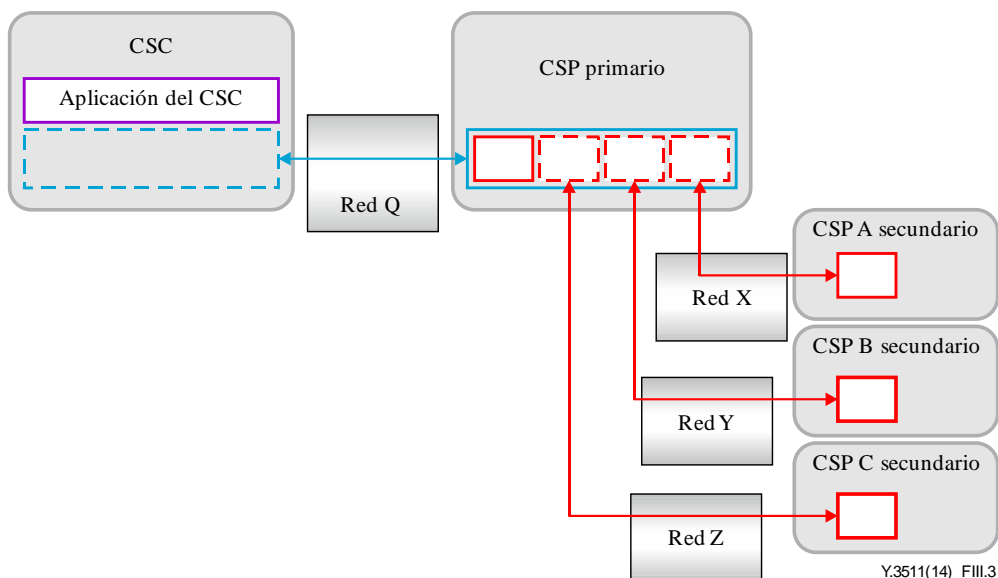 CSC
Aplicación del CSC
CSP primario
Red Q
CSP A secundario
Red X
CSP B secundario
Red Y
CSP C secundario
Red Z
Y.3511(14)_FIII.3